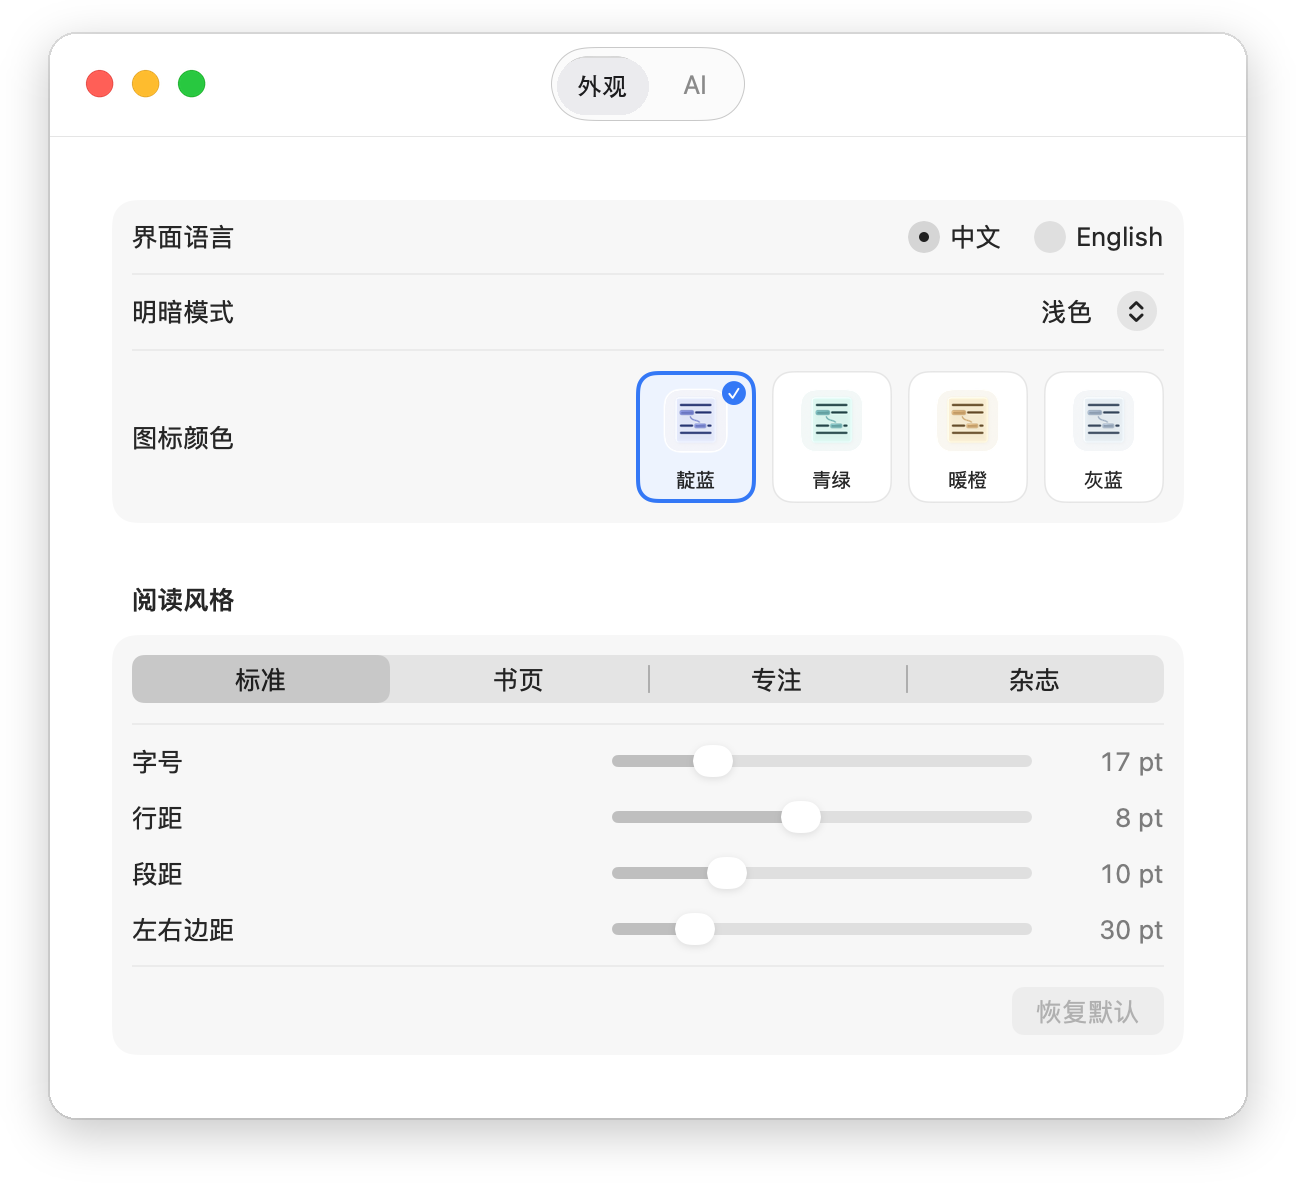 外观 AI
界面语言 中文 English
明暗模式 浅色
图标颜色
靛蓝 青绿 暖橙 灰蓝
阅读风格
标准 书页 专注 杂志
字号 17 pt
行距 8 pt
段距 10 pt
左右边距 30 pt
恢复默认